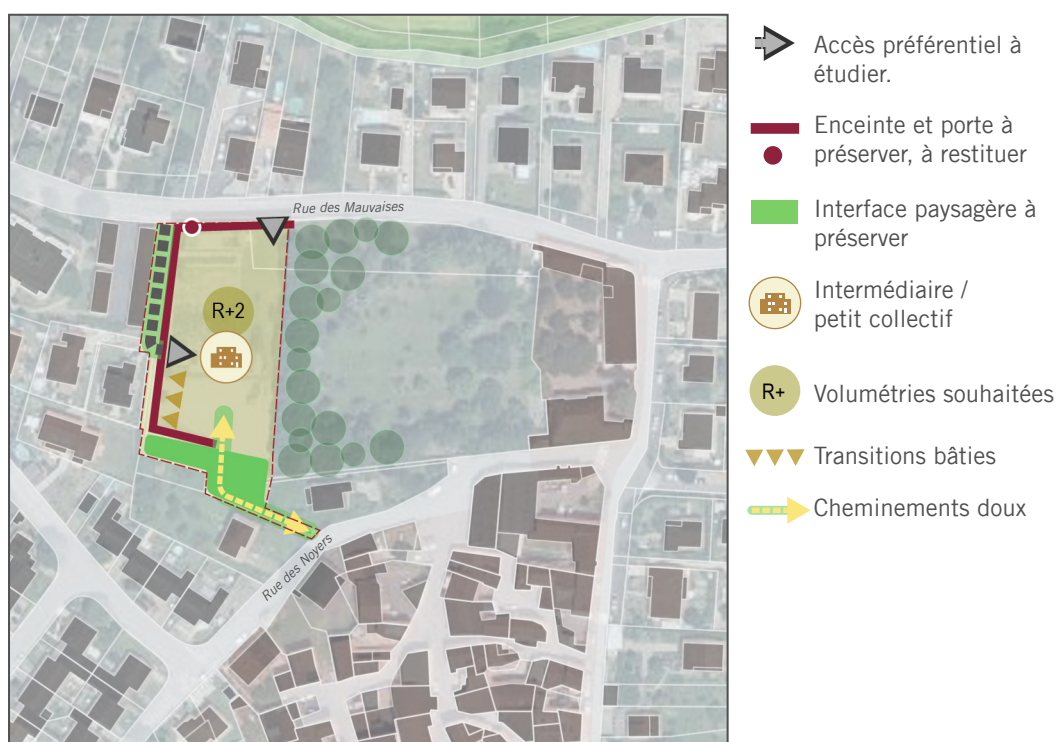 Rue des Mauvaises
R+2
Rue des Noyers
Accès préférentiel à
étudier.
Enceinte et porte à
préserver, à restituer
Interface paysagère à
préserver
Intermédiaire /
petit collectif
R+
Volumétries souhaitées
Transitions bâties
Cheminements doux